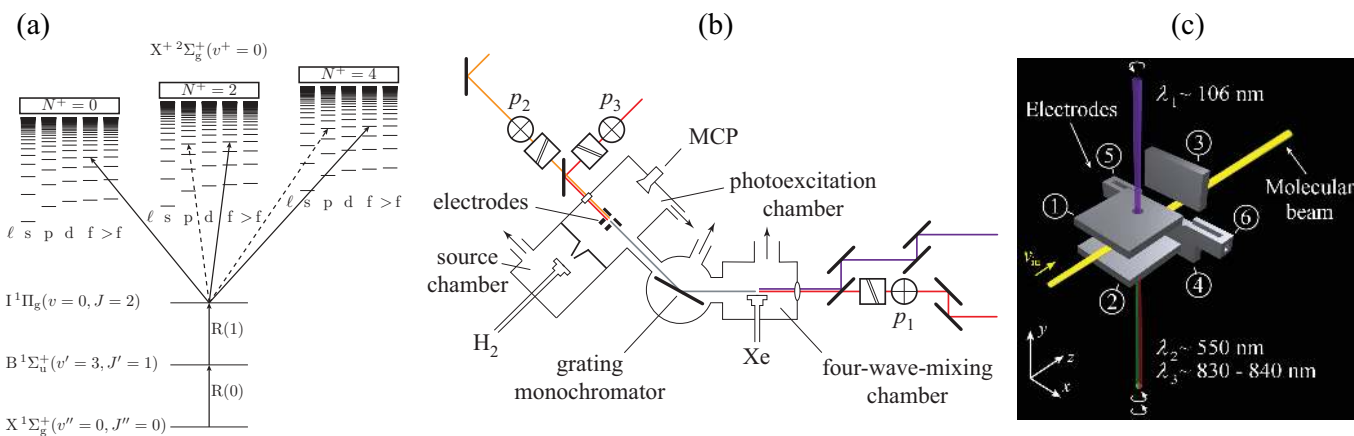 (a)
X⁺ ²Σg⁺(v⁺ = 0)
N⁺ = 0
N⁺ = 2
N⁺ = 4
ℓ s p d f >f
ℓ s p d f >f
ℓ s p d f >f
I ¹Πg(v = 0, J = 2)
R(1)
B ¹Σu⁺(v′ = 3, J′ = 1)
R(0)
X ¹Σg⁺(v″ = 0, J″ = 0)
(b)
p₂
p₃
MCP
photoexcitation
chamber
electrodes
source
chamber
H₂
grating
monochromator
Xe
p₁
four-wave-mixing
chamber
(c)
λ₁~ 106 nm
Electrodes
③
⑤
Molecular
beam
①
⑥
v_in
②
④
y
z
x
λ₂~ 550 nm
λ₃~ 830 - 840 nm